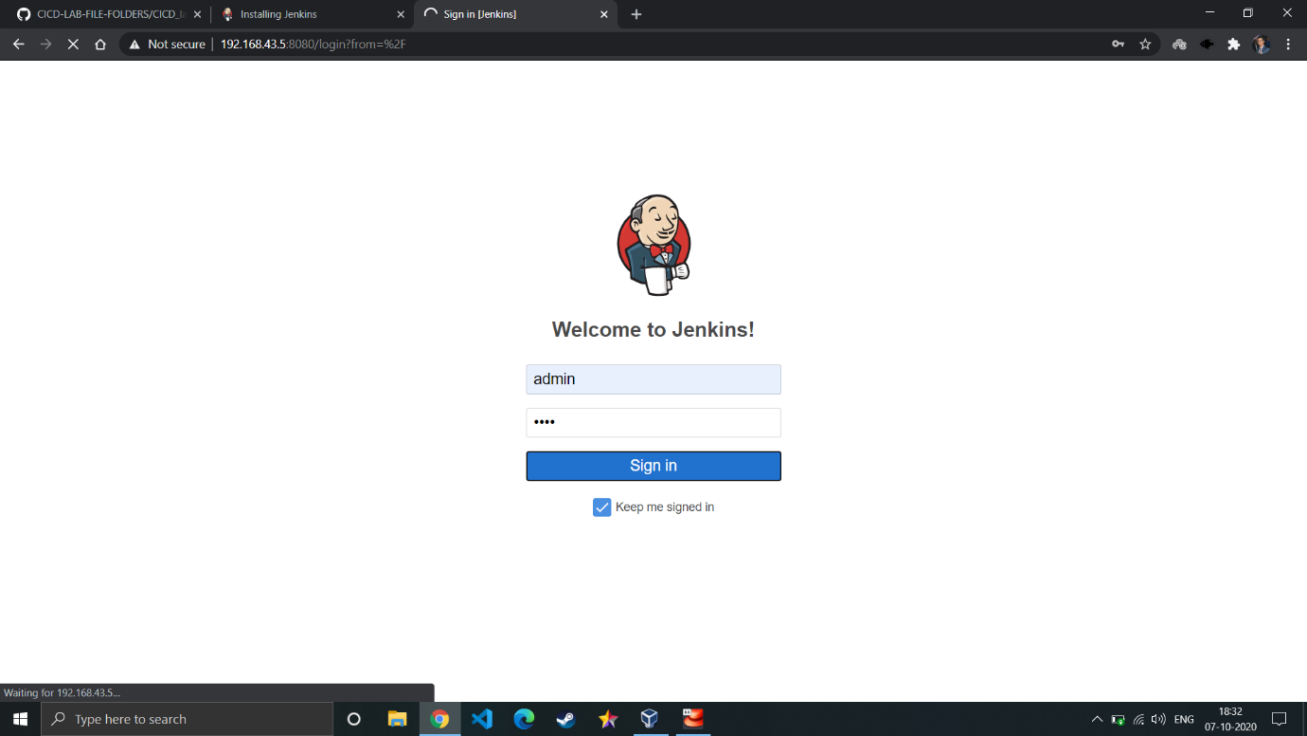 CICD-LAB-FILE-FOLDERS/CICD_la
Installing Jenkins
Sign in [Jenkins]
Not secure
192.168.43.5:8080/login?from=%2F
Welcome to Jenkins!
admin
••••
Sign in
Keep me signed in
Waiting for 192.168.43.5...
Type here to search
ENG
18:32
07-10-2020